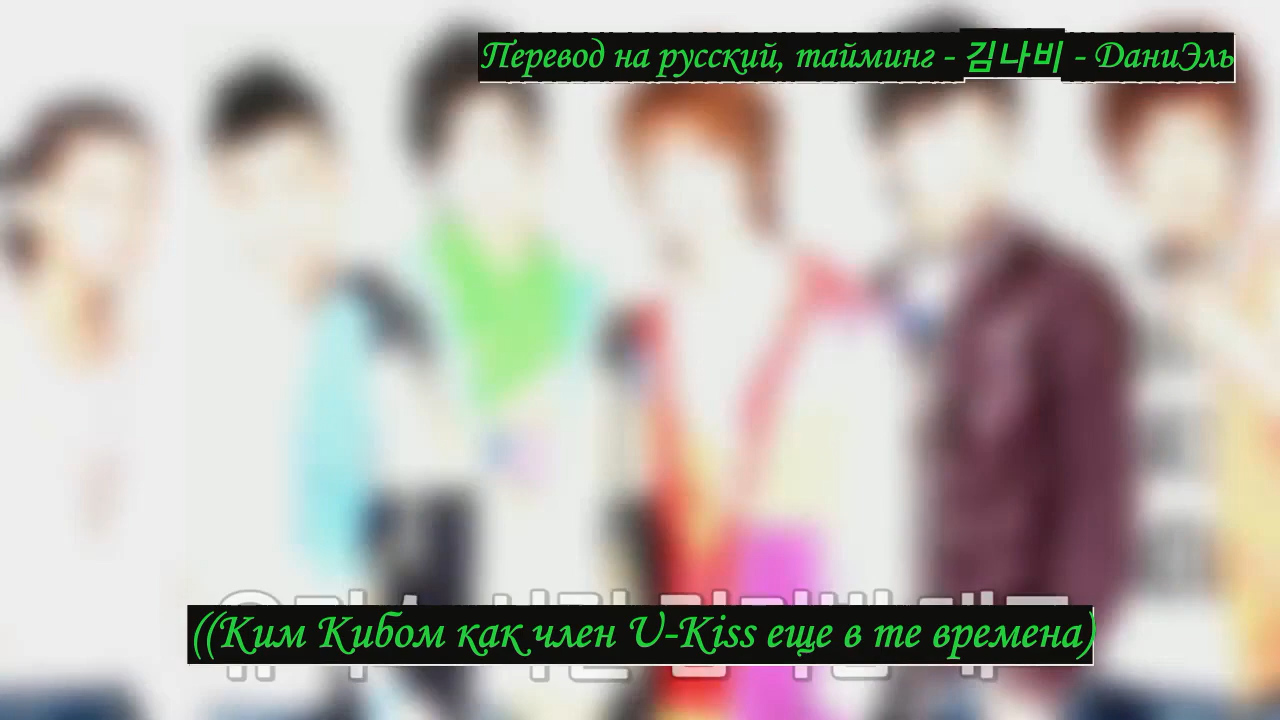 Перевод на русский, тайминг - 김나비 - ДаниЭль
((Ким Кибом как член U-Kiss еще в те времена)